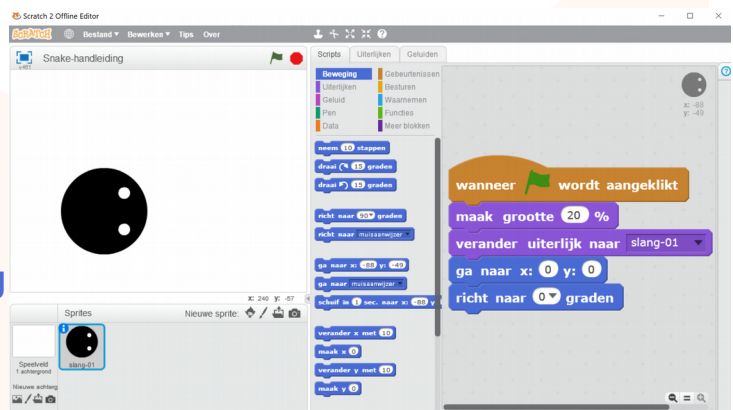 Scratch 2 Offline Editor
SCRATCH Bestand Bewerken Tips Over
Snake-handleiding
v461
Scripts Uiterlijken Geluiden
Beweging Gebeurtenissen
Uiterlijken Besturen
Geluid Waarnemen
Pen Functies
Data Meer blokken
neem 10 stappen
draai 15 graden
draai 15 graden
richt naar 90 graden
richt naar muisaanwijzer
ga naar x: -88 y: -49
ga naar muisaanwijzer
schuif in 1 sec. naar x: -88 y
verander x met 10
maak x 0
verander y met 10
maak y 0
x: -88
y: -49
wanneer wordt aangeklikt
maak grootte 20 %
verander uiterlijk naar slang-01
ga naar x: 0 y: 0
richt naar 0 graden
x: 240 y: -57
Sprites Nieuwe sprite:
Speelveld
1 achtergrond
slang-01
Nieuwe achterg